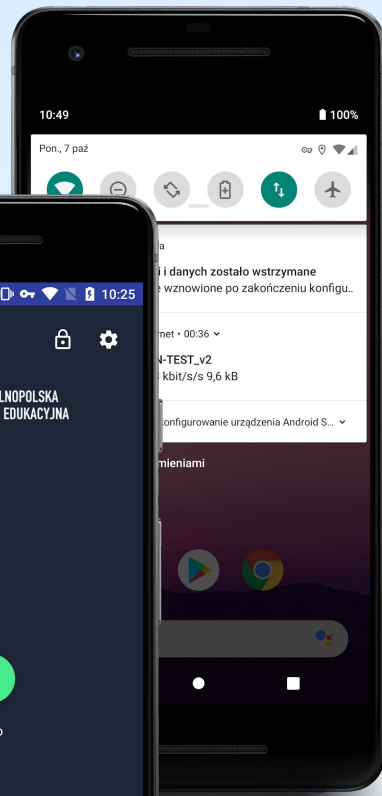 10:49
100%
Pon., 7 paź
i i danych zostało wstrzymane
wznowione po zakończeniu konfigu..
rnet • 00:36
N-TEST_v2
kbit/s/s 9,6 kB
konfigurowanie urządzenia Android S...
mieniami
10:25
LNOPOLSKA
EDUKACYJNA